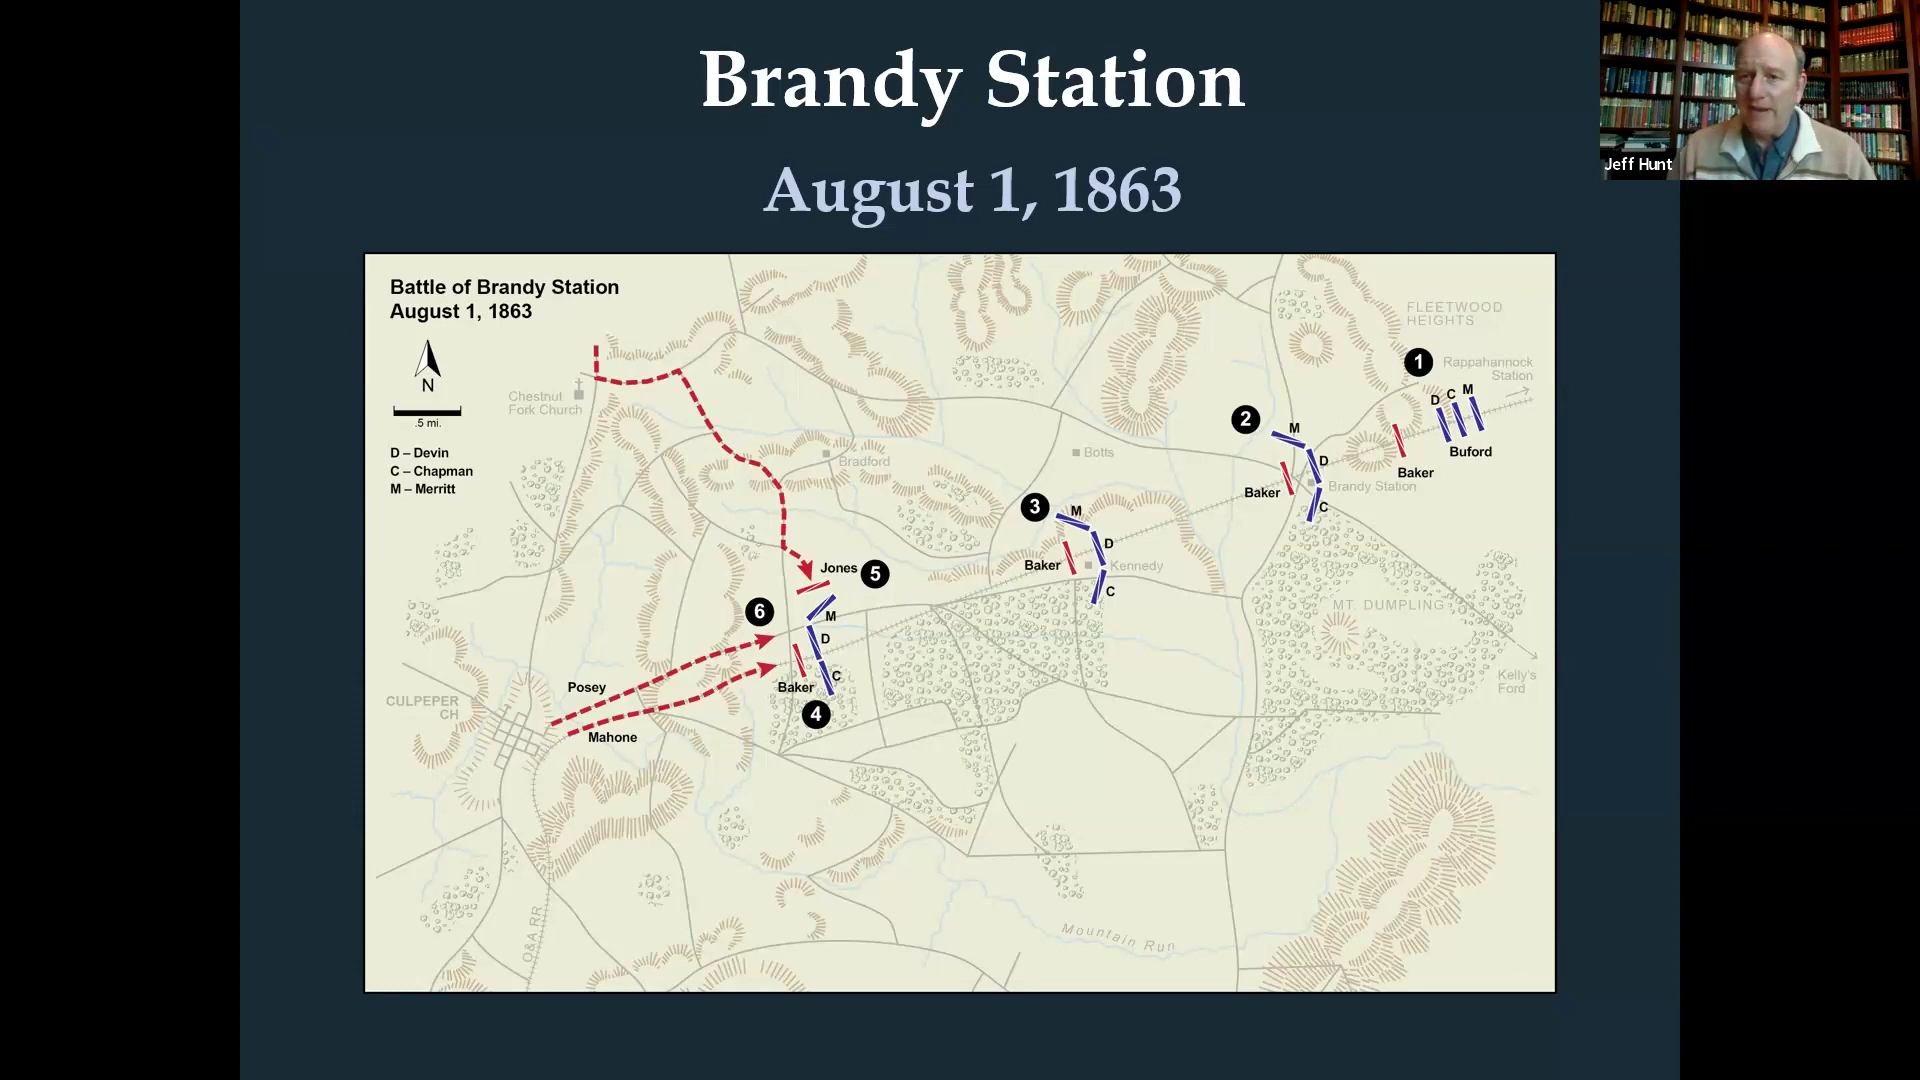 Brandy Station
August 1, 1863
Jeff Hunt
Battle of Brandy Station
August 1, 1863
N
.5 mi.
D – Devin
C – Chapman
M – Merritt
Chestnut
Fork Church
Bradford
Botts
FLEETWOOD
HEIGHTS
1
Rappahannock
Station
D C M
Buford
Baker
2
M
D
Baker
Brandy Station
C
3
M
D
Baker
Kennedy
C
Jones
5
6
M
D
C
Baker
4
Posey
Mahone
CULPEPER
CH
MT. DUMPLING
Kelly's
Ford
O&A RR
Mountain Run